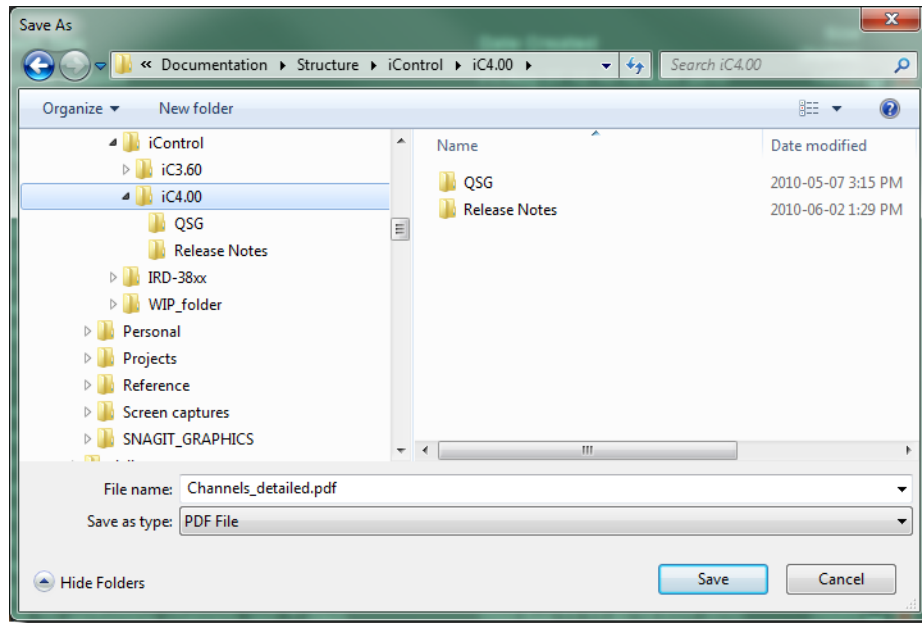 Save As
« Documentation ▸ Structure ▸ iControl ▸ iC4.00 ▸
Search iC4.00
Organize
New folder
iControl
iC3.60
iC4.00
QSG
Release Notes
IRD-38xx
WIP_folder
Personal
Projects
Reference
Screen captures
SNAGIT_GRAPHICS
Name Date modified
QSG 2010-05-07 3:15 PM
Release Notes 2010-06-02 1:29 PM
File name: Channels_detailed.pdf
Save as type: PDF File
Hide Folders
Save
Cancel